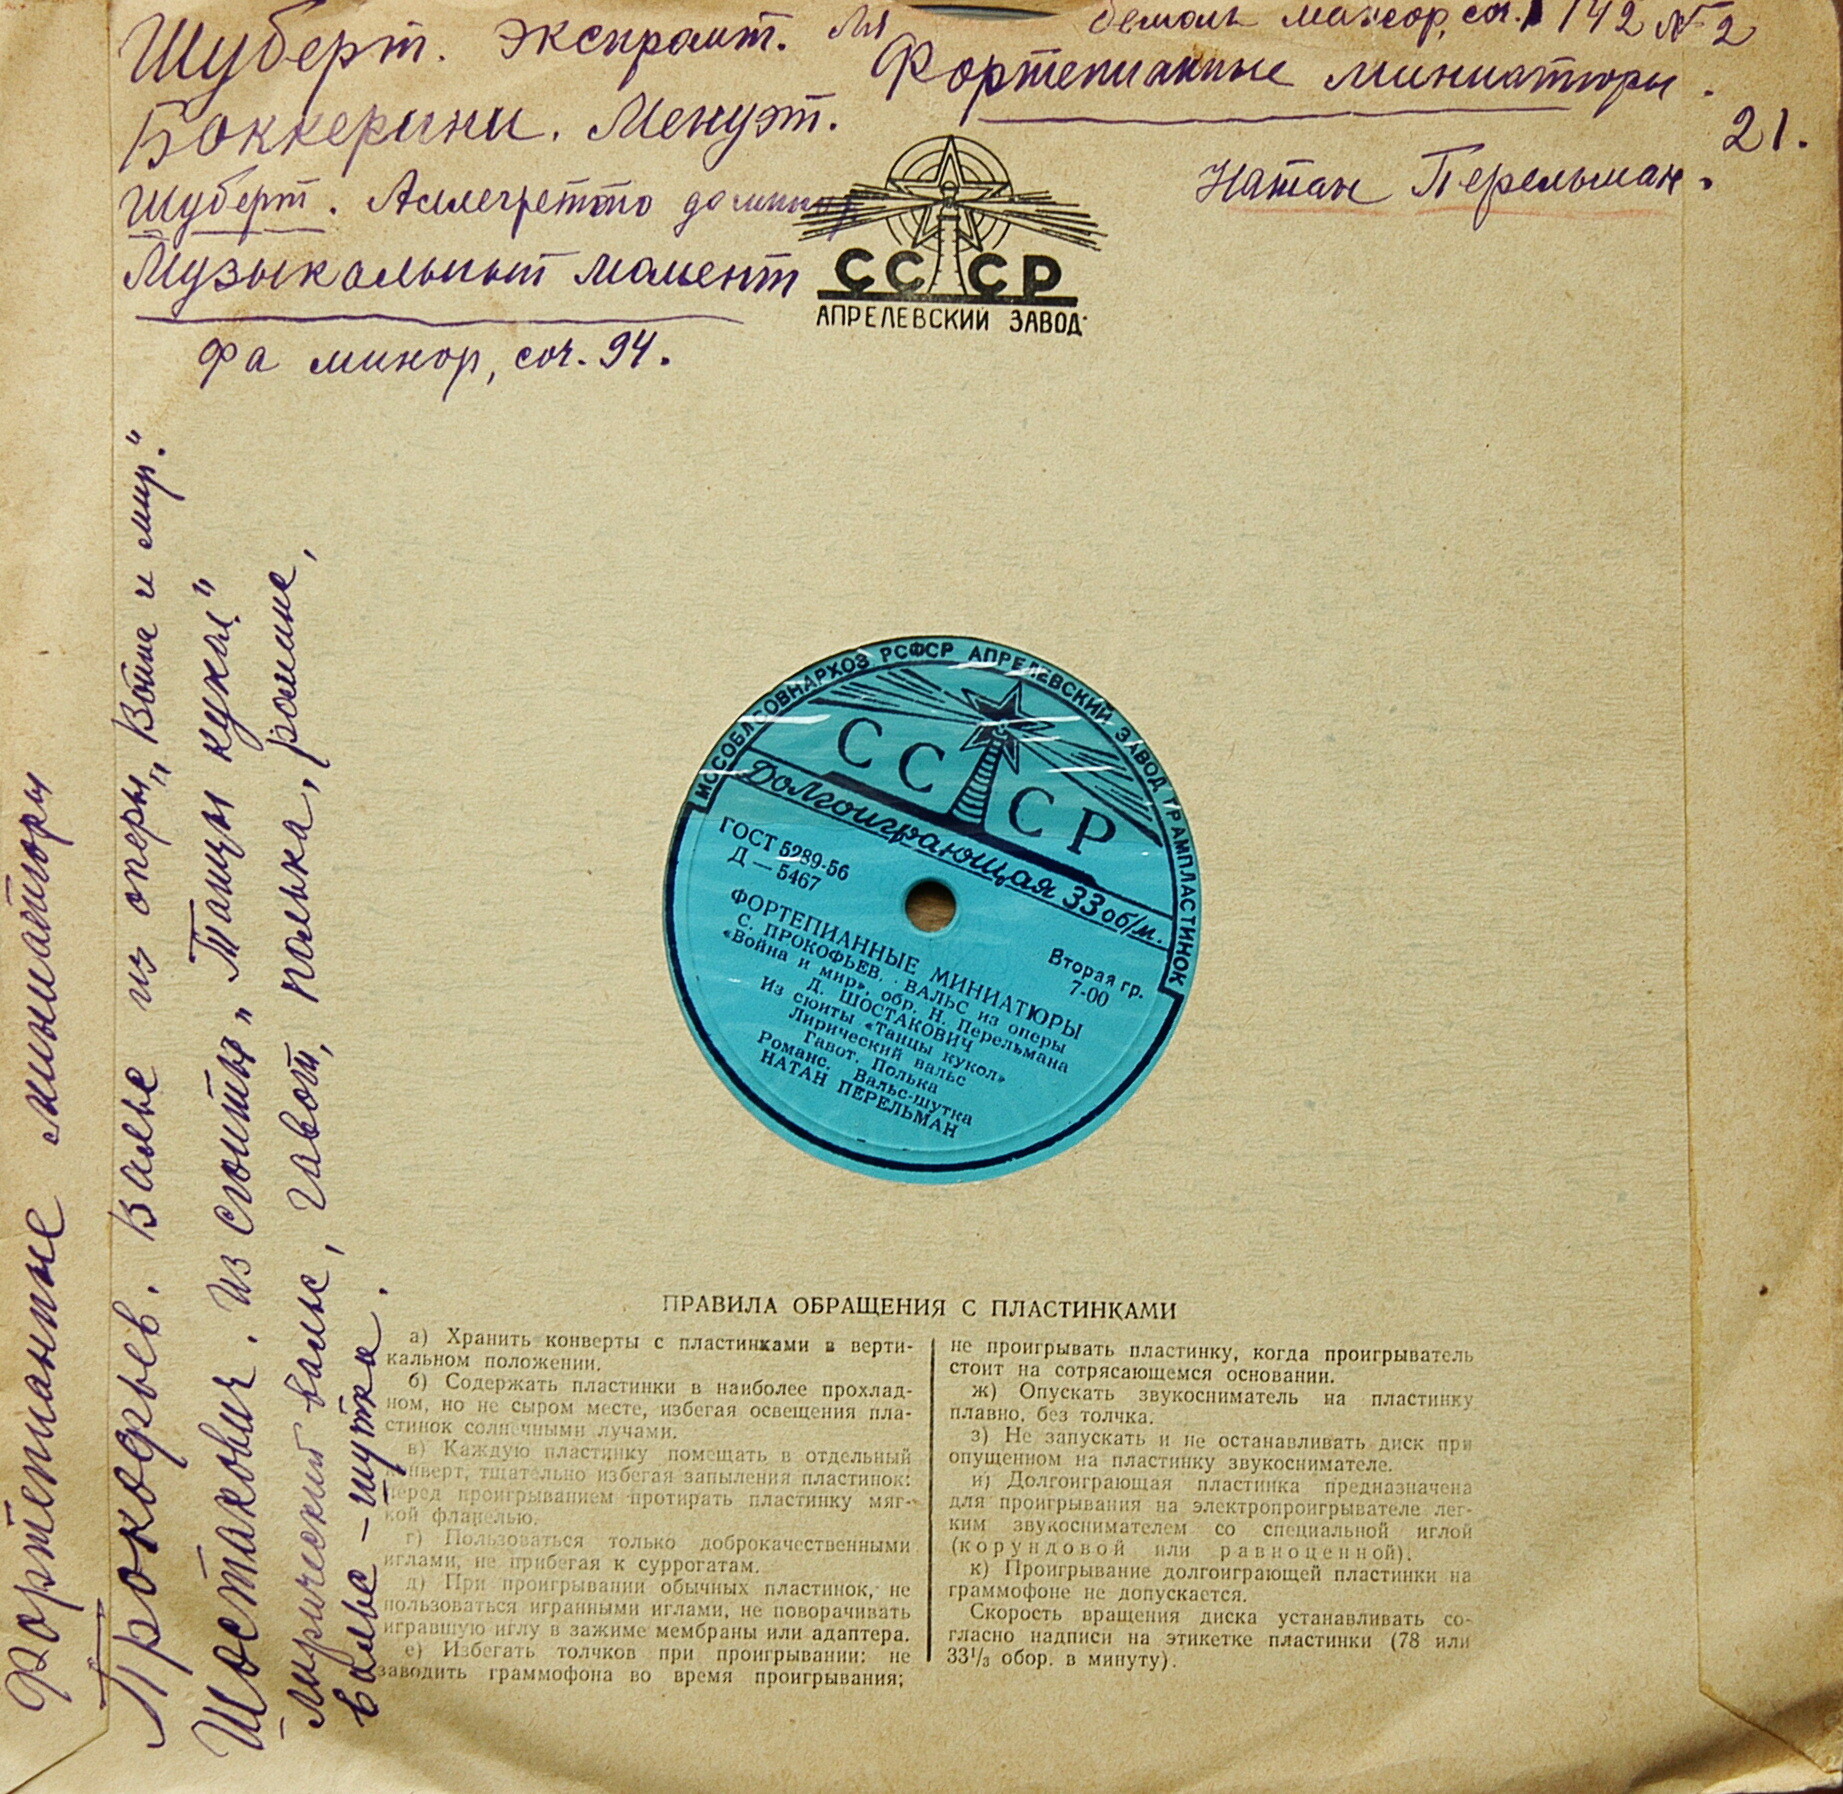 Шуберт. Экспромт. Ля бемоль мажор, соч. 142 № 2
Фортепианные миниатюры.
Боккерини. Менуэт.
21.
Натан Перельман.
Шуберт. Аллегретто до минор
Музыкальный момент
фа минор, соч. 94.
СССР
АПРЕЛЕВСКИЙ ЗАВОД
Фортепианные миниатюры
Прокофьев. Вальс из оперы „Война и мир".
Шостакович. Из сюиты „Танцы кукол"
Лирический вальс, гавот, полька, романс,
вальс-шутка.
МОСОБЛСОВНАРХОЗ РСФСР АПРЕЛЕВСКИЙ ЗАВОД ГРАМПЛАСТИНОК
СССР
Долгоиграющая 33 об/м.
ГОСТ 5289-56
Д — 5467
Вторая гр.
7-00
ФОРТЕПИАННЫЕ МИНИАТЮРЫ
С. ПРОКОФЬЕВ. ВАЛЬС из оперы
«Война и мир», обр. Н. Перельмана
Д. ШОСТАКОВИЧ
Из сюиты «Танцы кукол»
Лирический вальс
Гавот. Полька
Романс. Вальс-шутка
НАТАН ПЕРЕЛЬМАН
ПРАВИЛА ОБРАЩЕНИЯ С ПЛАСТИНКАМИ
а) Хранить конверты с пластинками в верти-
кальном положении.
б) Содержать пластинки в наиболее прохлад-
ном, но не сыром месте, избегая освещения пла-
стинок солнечными лучами.
в) Каждую пластинку помещать в отдельный
конверт, тщательно избегая запыления пластинок:
перед проигрыванием протирать пластинку мяг-
кой фланелью.
г) Пользоваться только доброкачественными
иглами, не прибегая к суррогатам.
д) При проигрывании обычных пластинок, не
пользоваться игранными иглами, не поворачивать
игравшую иглу в зажиме мембраны или адаптера.
е) Избегать толчков при проигрывании: не
заводить граммофона во время проигрывания;
не проигрывать пластинку, когда проигрыватель
стоит на сотрясающемся основании.
ж) Опускать звукосниматель на пластинку
плавно, без толчка.
з) Не запускать и не останавливать диск при
опущенном на пластинку звукоснимателе.
и) Долгоиграющая пластинка предназначена
для проигрывания на электропроигрывателе лег-
ким звукоснимателем со специальной иглой
(корундовой или равноценной).
к) Проигрывание долгоиграющей пластинки на
граммофоне не допускается.
Скорость вращения диска устанавливать со-
гласно надписи на этикетке пластинки (78 или
33⅓ обор. в минуту).